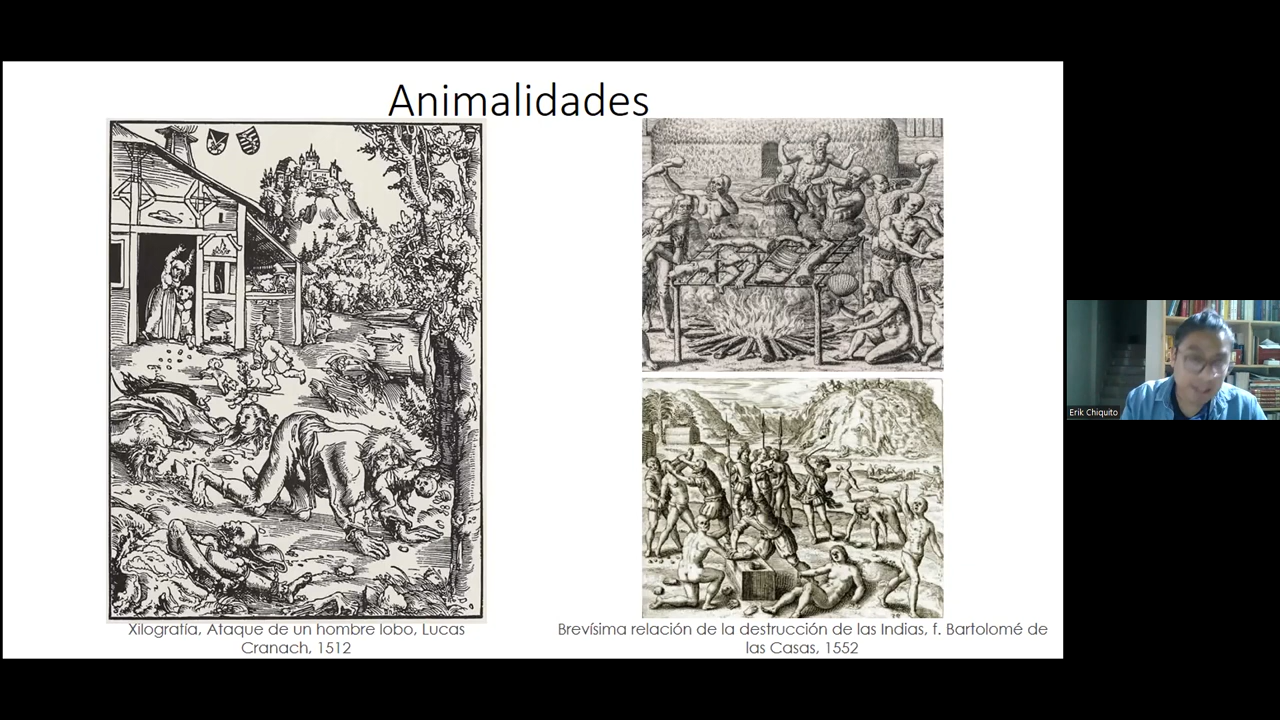 Animalidades
Xilografía, Ataque de un hombre lobo, Lucas
Cranach, 1512
Brevísima relación de la destrucción de las Indias, f. Bartolomé de
las Casas, 1552
Erik Chiquito